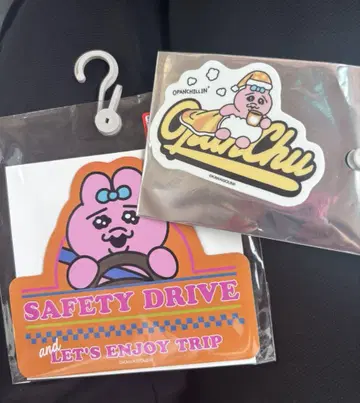 OPANCHILLIN'
OpanChu
SAFETY DRIVE
and
LET'S ENJOY TRIP